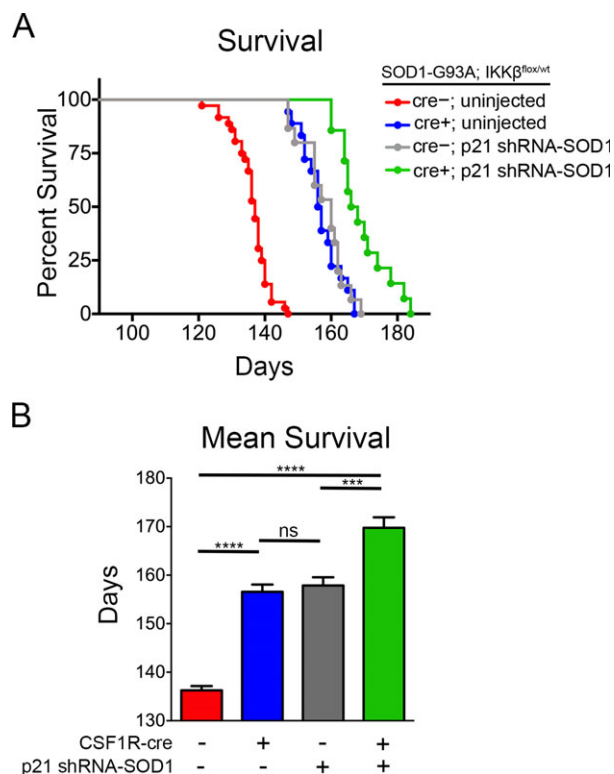 A
Survival
SOD1-G93A; IKKβflox/wt
cre−; uninjected
cre+; uninjected
cre−; p21 shRNA-SOD1
cre+; p21 shRNA-SOD1
Percent Survival
100
75
50
25
0
100 120 140 160 180
Days
B
Mean Survival
Days
180
170
160
150
140
130
****
***
ns
****
CSF1R-cre - + - +
p21 shRNA-SOD1 - - + +